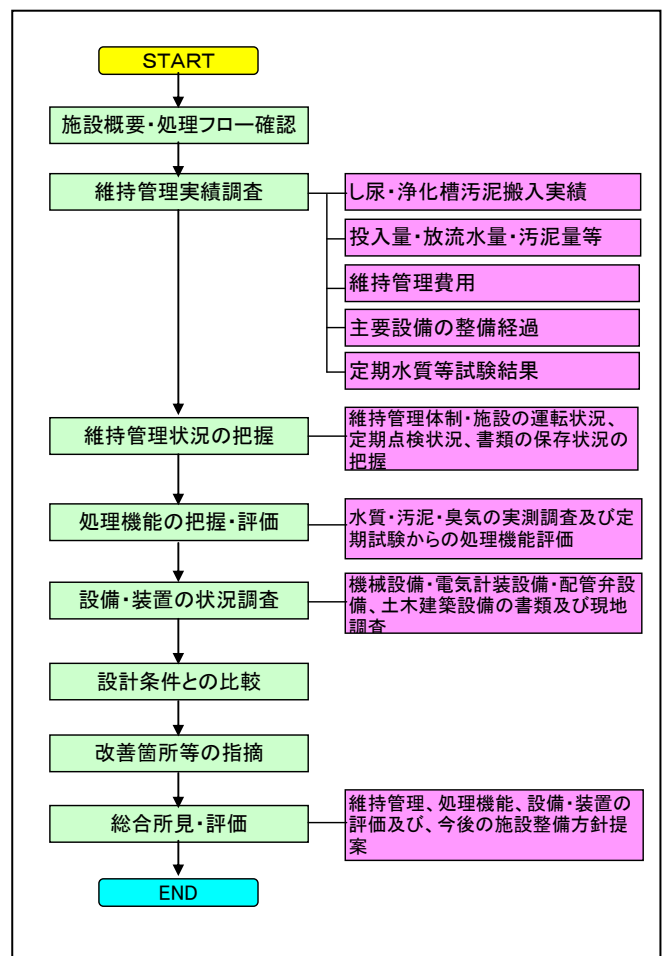 START
施設概要・処理フロー確認
維持管理実績調査
し尿・浄化槽汚泥搬入実績
投入量・放流水量・汚泥量等
維持管理費用
主要設備の整備経過
定期水質等試験結果
維持管理状況の把握
維持管理体制・施設の運転状況、
定期点検状況、書類の保存状況の
把握
処理機能の把握・評価
水質・汚泥・臭気の実測調査及び定
期試験からの処理機能評価
設備・装置の状況調査
機械設備・電気計装設備・配管弁設
備、土木建築設備の書類及び現地
調査
設計条件との比較
改善箇所等の指摘
総合所見・評価
維持管理、処理機能、設備・装置の
評価及び、今後の施設整備方針提
案
END